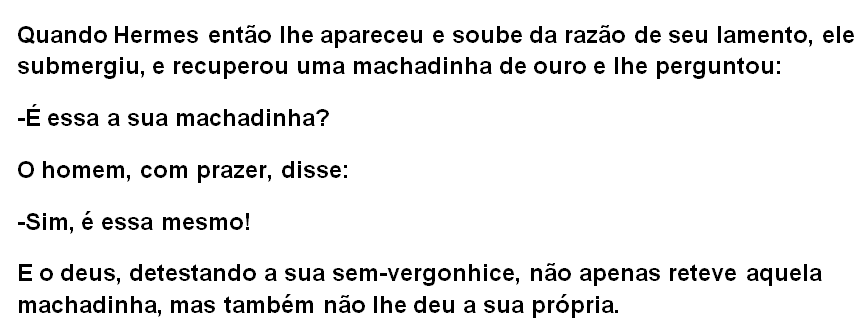 Quando Hermes então lhe apareceu e soube da razão de seu lamento, ele
submergiu, e recuperou uma machadinha de ouro e lhe perguntou:
-É essa a sua machadinha?
O homem, com prazer, disse:
-Sim, é essa mesmo!
E o deus, detestando a sua sem-vergonhice, não apenas reteve aquela
machadinha, mas também não lhe deu a sua própria.